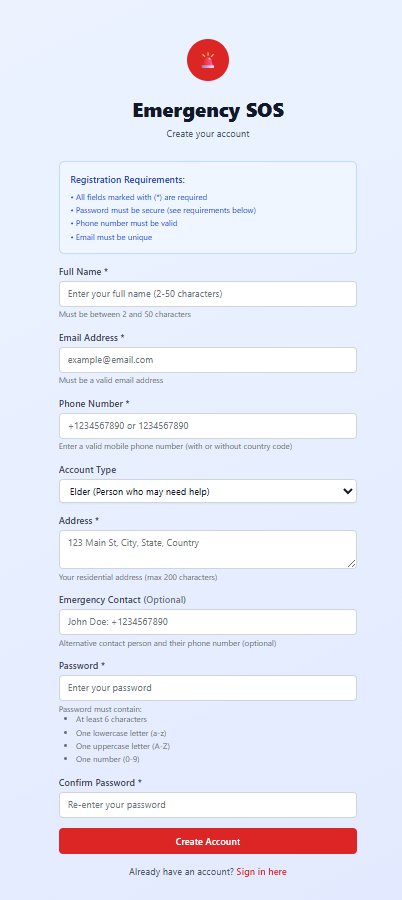 Emergency SOS
Create your account
Registration Requirements:
• All fields marked with (*) are required
• Password must be secure (see requirements below)
• Phone number must be valid
• Email must be unique
Full Name *
Enter your full name (2-50 characters)
Must be between 2 and 50 characters
Email Address *
example@email.com
Must be a valid email address
Phone Number *
+1234567890 or 1234567890
Enter a valid mobile phone number (with or without country code)
Account Type
Elder (Person who may need help)
Address *
123 Main St, City, State, Country
Your residential address (max 200 characters)
Emergency Contact (Optional)
John Doe: +1234567890
Alternative contact person and their phone number (optional)
Password *
Enter your password
Password must contain:
• At least 6 characters
• One lowercase letter (a-z)
• One uppercase letter (A-Z)
• One number (0-9)
Confirm Password *
Re-enter your password
Create Account
Already have an account? Sign in here